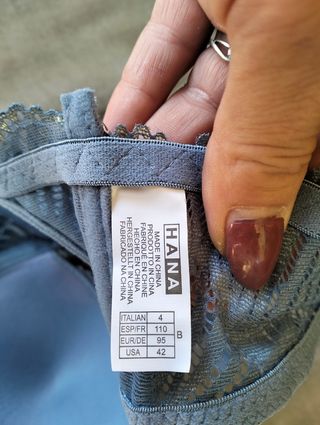 HANA
MADE IN CHINA
PRODOTTO IN CINA
FABRIQUÉ EN CHINE
HECHO EN CHINA
HERGESTELLT IN CHINA
FABRICADO NA CHINA
ITALIAN 4
ESP/FR 110
EUR/DE 95
USA 42
B